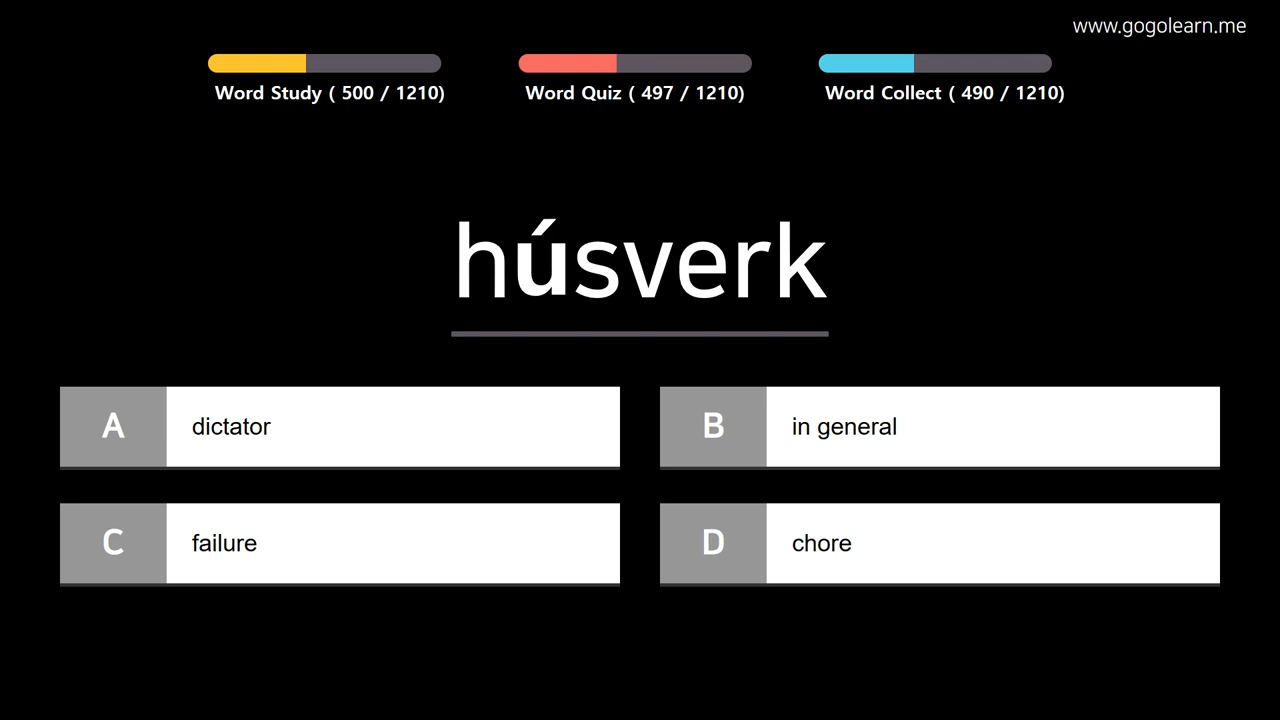 www.gogolearn.me
Word Study ( 500 / 1210)
Word Quiz ( 497 / 1210)
Word Collect ( 490 / 1210)
húsverk
A dictator
B in general
C failure
D chore